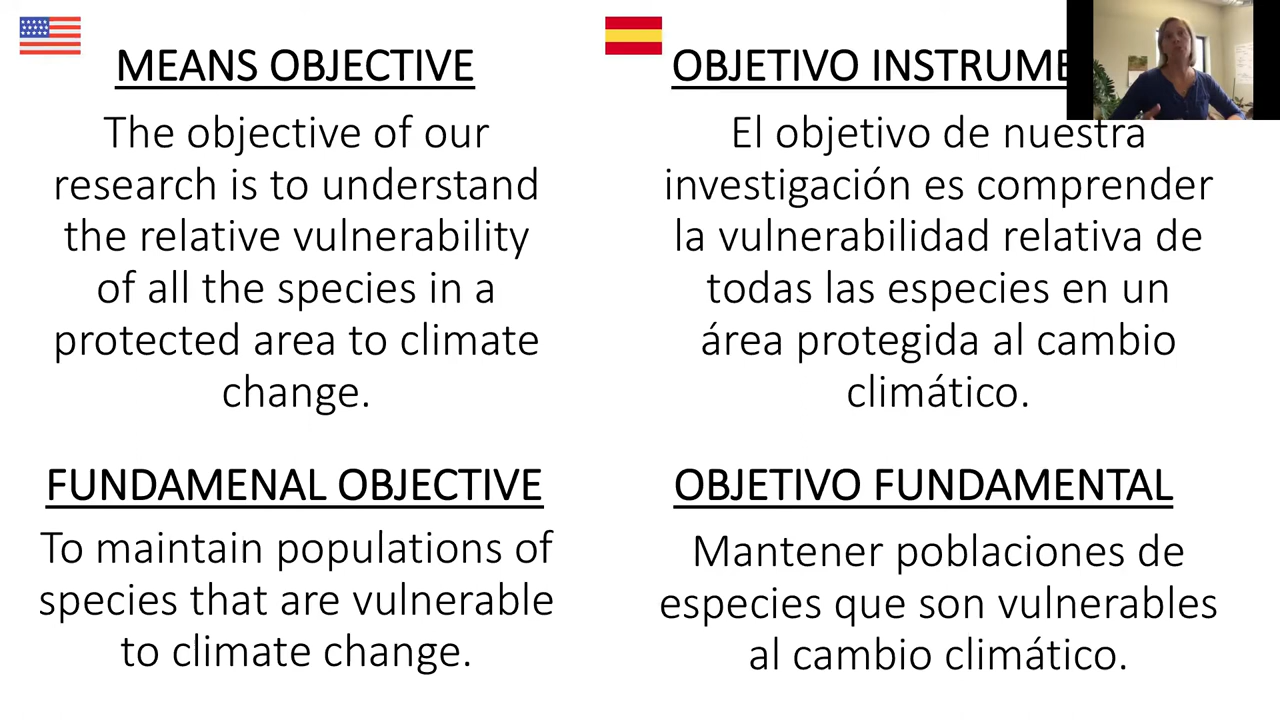 MEANS OBJECTIVE
The objective of our
research is to understand
the relative vulnerability
of all the species in a
protected area to climate
change.
FUNDAMENAL OBJECTIVE
To maintain populations of
species that are vulnerable
to climate change.
OBJETIVO
El objetivo de nuestra
investigación es comprender
la vulnerabilidad relativa de
todas las especies en un
área protegida al cambio
climático.
OBJETIVO FUNDAMENTAL
Mantener poblaciones de
especies que son vulnerables
al cambio climático.